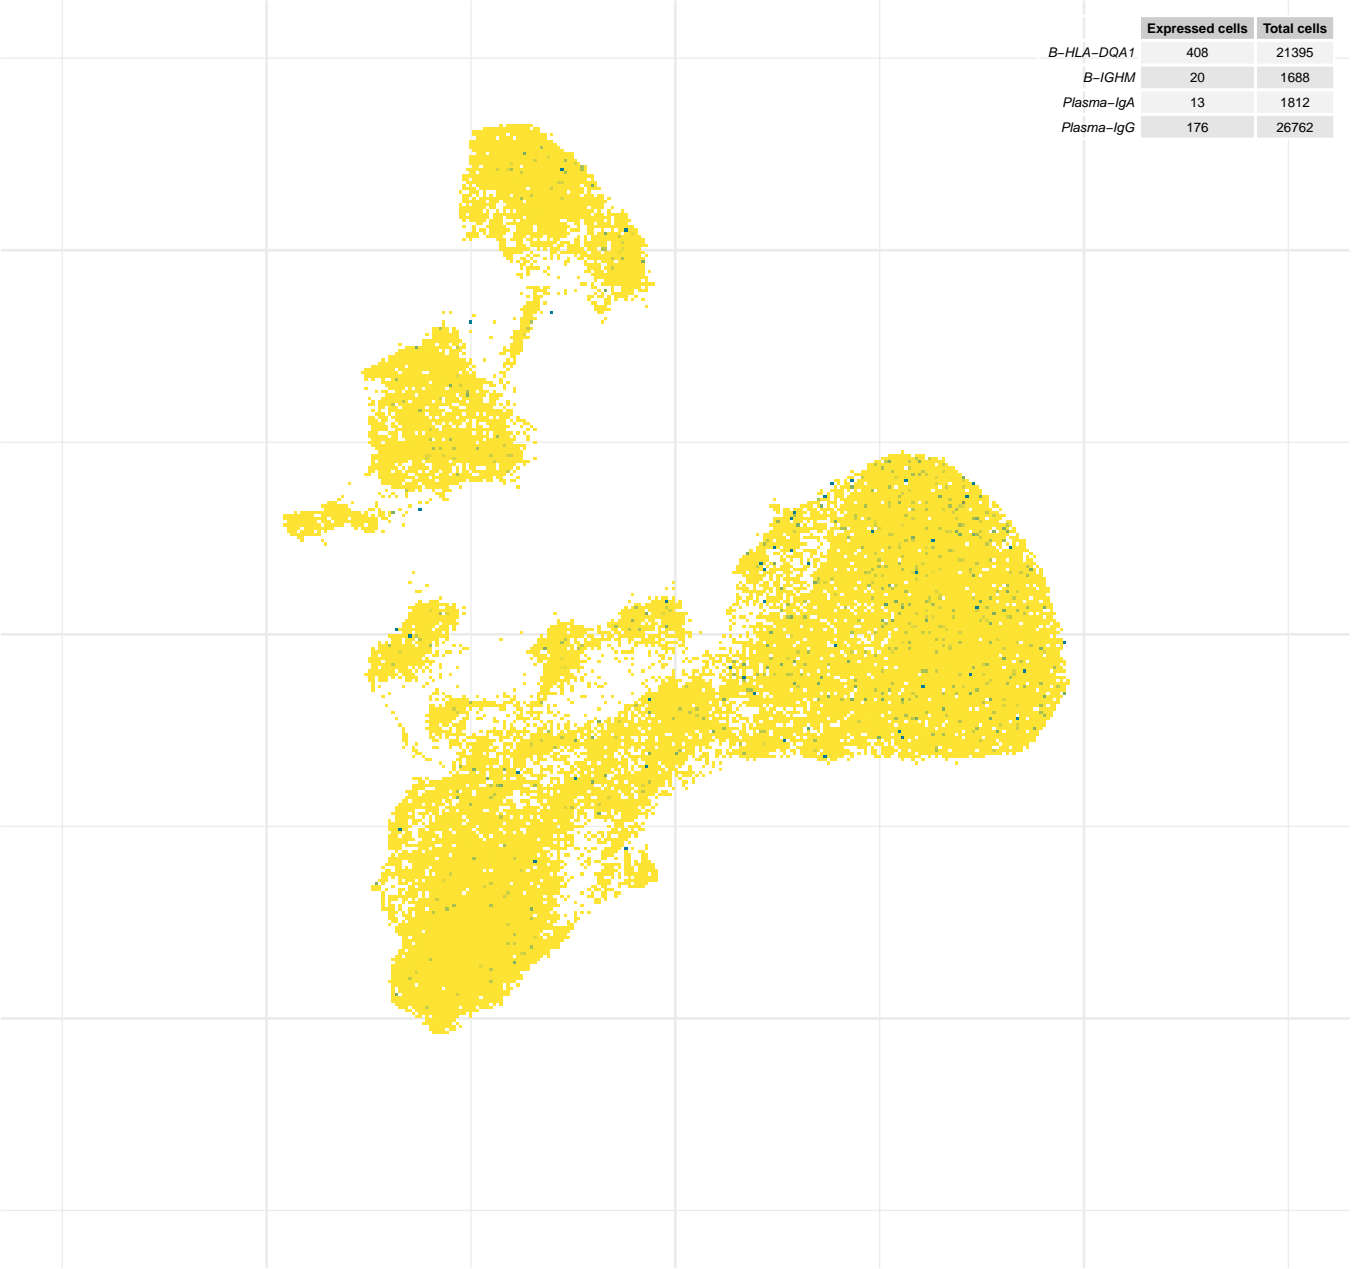 Expressed cells Total cells
B−HLA−DQA1 408 21395
B−IGHM 20 1688
Plasma−IgA 13 1812
Plasma−IgG 176 26762